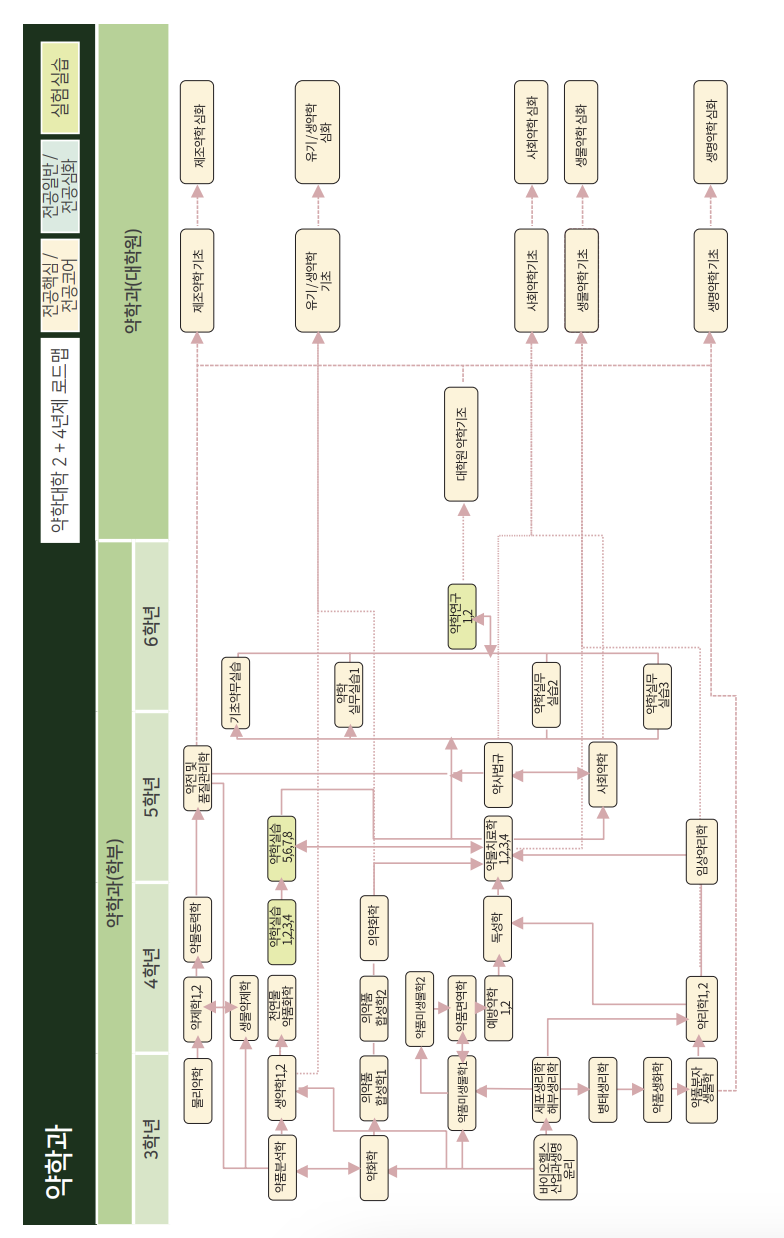 약학과
약학대학 2 + 4년제 로드맵
전공핵심 /
전공코어
전공일반 /
전공심화
실험실습
약학과(학부)
약학과(대학원)
3학년
4학년
5학년
6학년
물리약학
약제학1,2
약물동력학
약전 및
품질관리학
기초약무실습
제조약학 기초
제조약학 심화
생물약제학
약품분석학
생약학1,2
천연물
약품화학
약학실습
1,2,3,4
약학실습
5,6,7,8
약학
실무실습1
유기 / 생약학
기초
유기 / 생약학
심화
약화학
의약품
합성학1
의약품
합성학2
의약화학
약품미생물학2
약품미생물학1
약품면역학
약학연구
1,2
대학원 약학기초
예방약학
1,2
독성학
약물치료학
1,2,3,4
약사법규
바이오헬스
산업과생명
윤리
세포생리학
해부생리학
약학실무
실습2
사회약학기초
사회약학 심화
병태생리학
사회약학
생물약학 기초
생물약학 심화
약품생화학
약학실무
실습3
약품분자
생물학
약리학1, 2
임상약리학
생명약학 기초
생명약학 심화